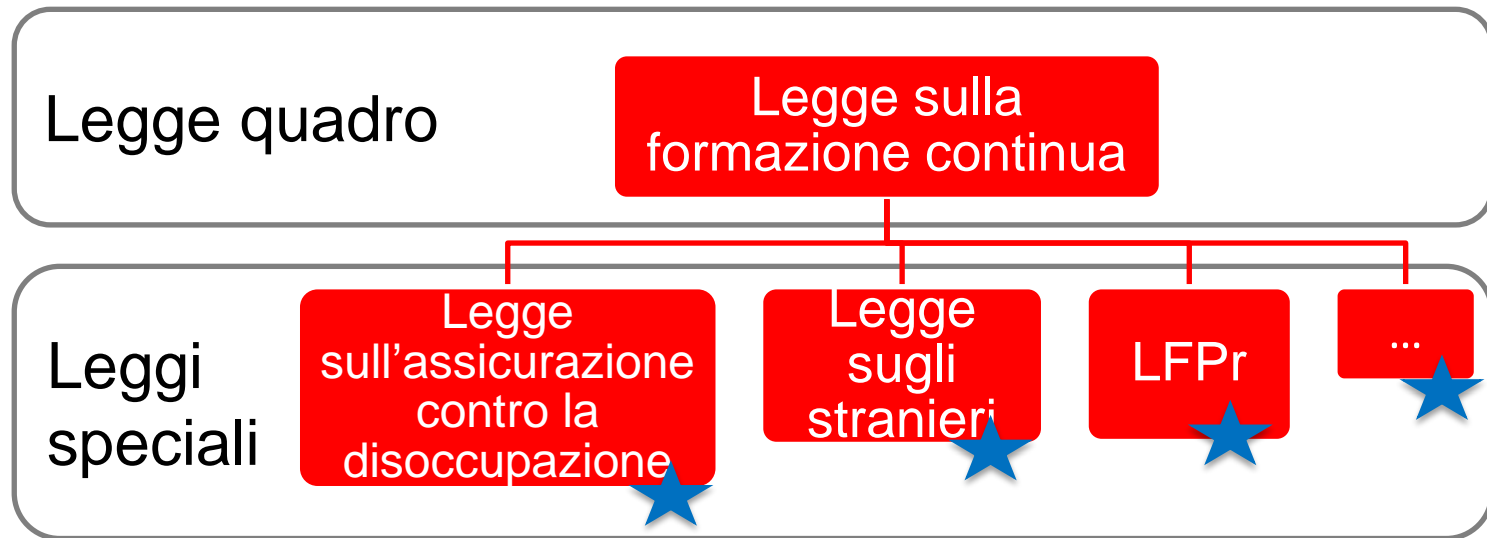 Legge quadro
Legge sulla
formazione continua
Leggi
speciali
Legge
sull’assicurazione
contro la
disoccupazione
Legge
sugli
stranieri
LFPr
...